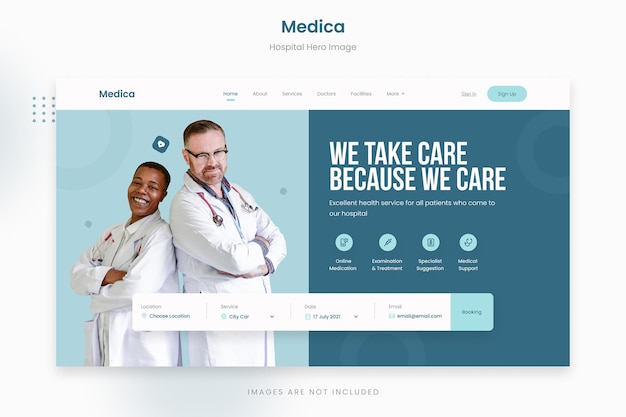 Medica
Hospital Hero Image
Medica
Home About Services Doctors Facilities More
Sign In
Sign Up
WE TAKE CARE
BECAUSE WE CARE
Excellent health service for all patients who come to
our hospital
Online
Medication
Examination
& Treatment
Specialist
Suggestion
Medical
Support
Location
Choose Location
Service
City Car
Date
17 July 2021
Email
email@email.com
Booking
IMAGES ARE NOT INCLUDED